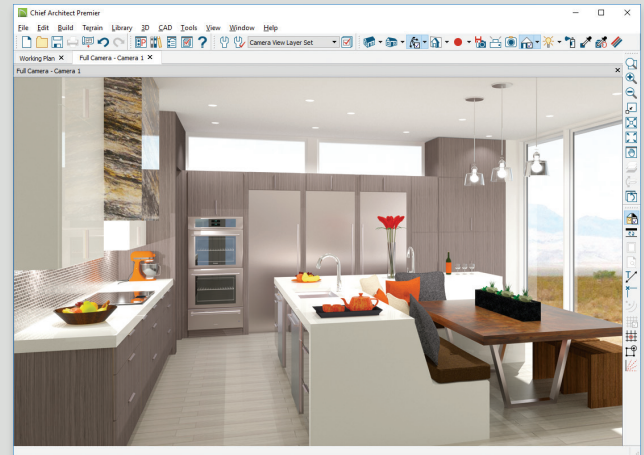 Chief Architect Premier
File Edit Build Terrain Library 3D CAD Tools View Window Help
Camera View Layer Set
Working Plan Full Camera - Camera 1
Full Camera - Camera 1